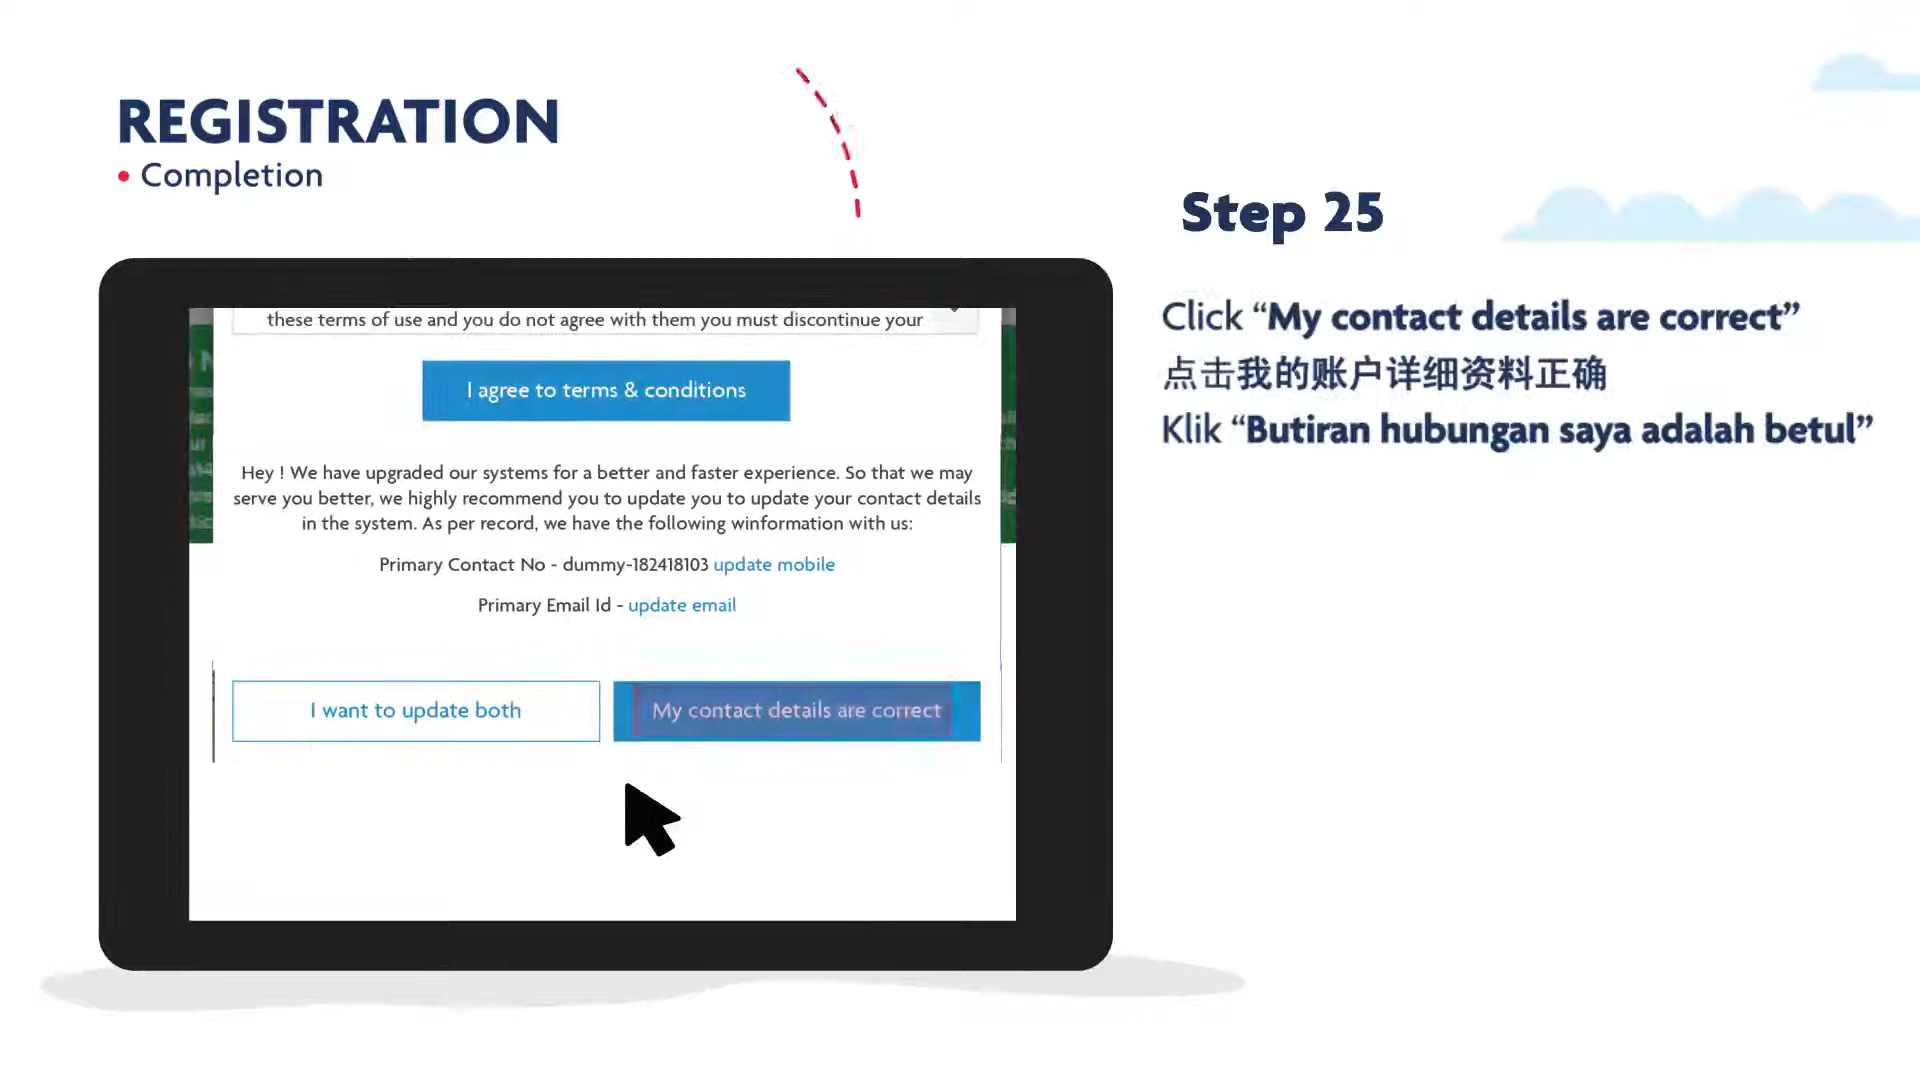 REGISTRATION
• Completion
Step 25
Click “My contact details are correct”
点击我的账户详细资料正确
Klik “Butiran hubungan saya adalah betul”
these terms of use and you do not agree with them you must discontinue your
I agree to terms & conditions
Hey ! We have upgraded our systems for a better and faster experience. So that we may
serve you better, we highly recommend you to update you to update your contact details
in the system. As per record, we have the following winformation with us:
Primary Contact No - dummy-182418103 update mobile
Primary Email Id - update email
I want to update both
My contact details are correct